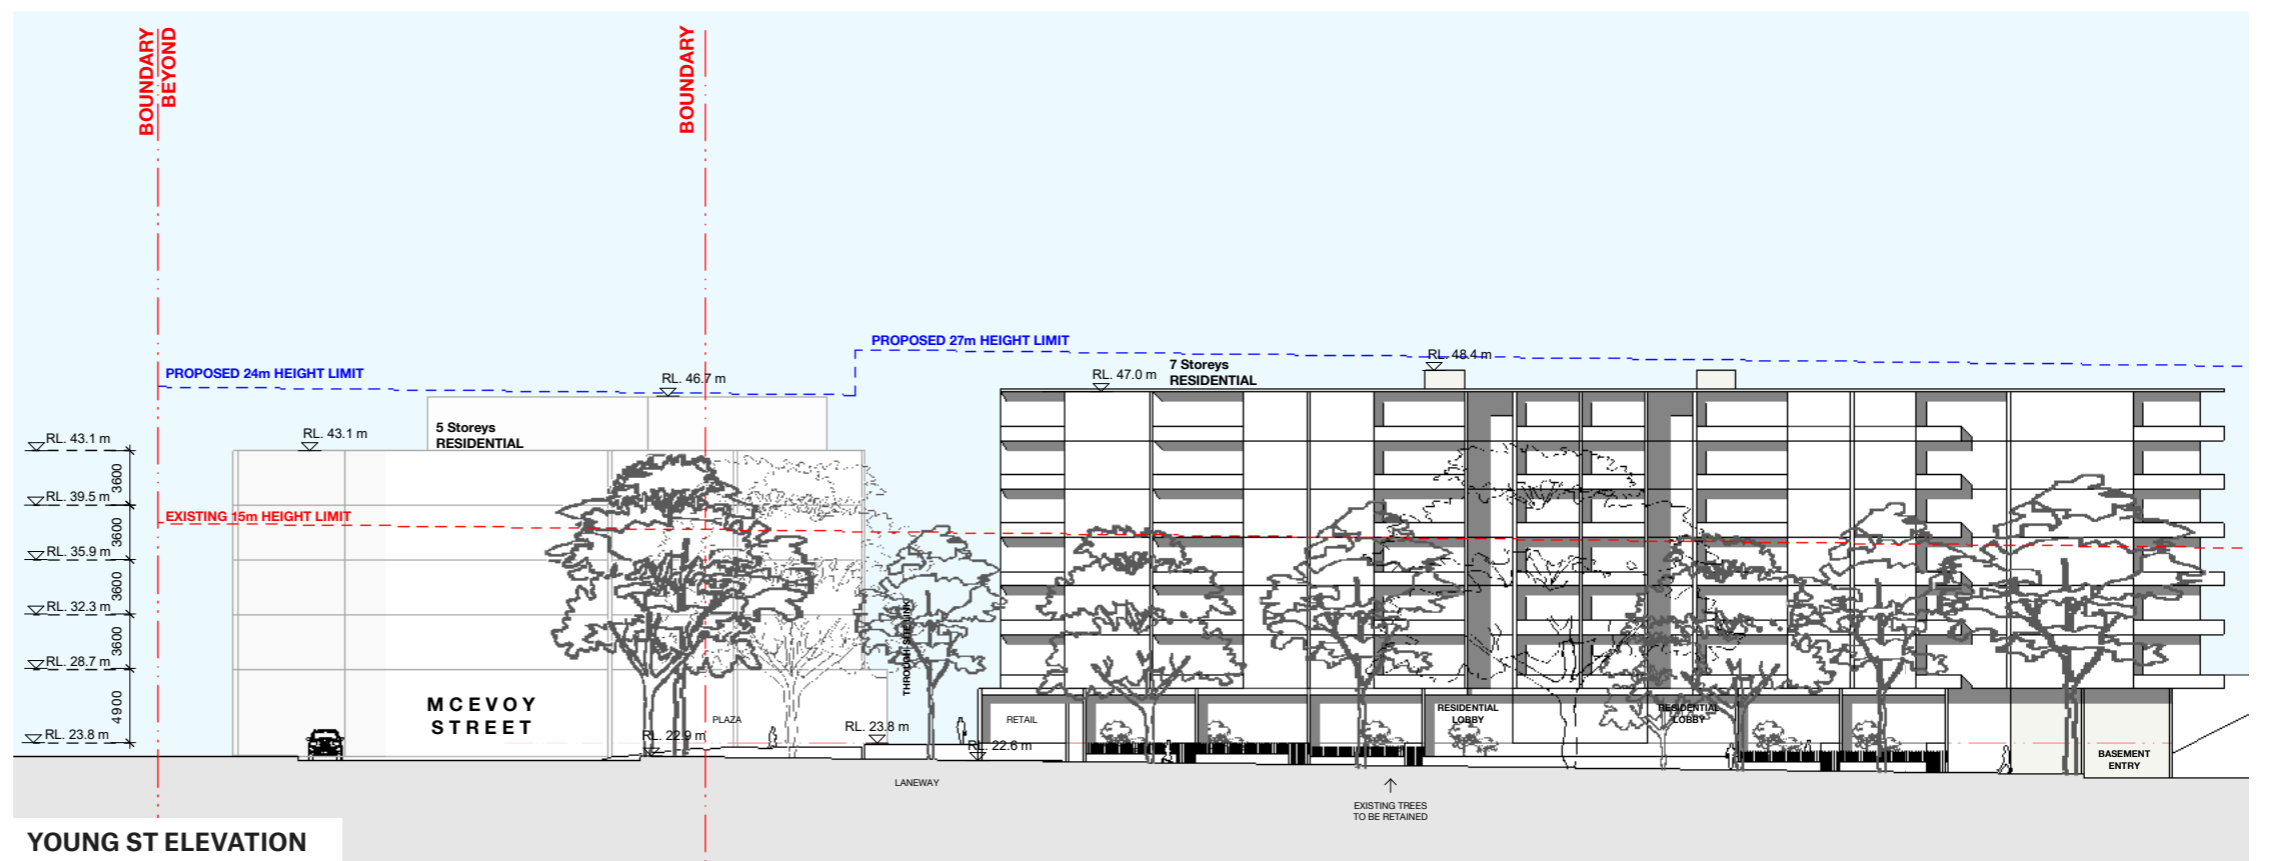 BOUNDARY
BEYOND
BOUNDARY
PROPOSED 27m HEIGHT LIMIT
PROPOSED 24m HEIGHT LIMIT
RL. 46.7 m
RL. 47.0 m
7 Storeys
RESIDENTIAL
RL. 48.4 m
5 Storeys
RESIDENTIAL
RL. 43.1 m
RL. 43.1 m
3600
RL. 39.5 m
EXISTING 15m HEIGHT LIMIT
3600
RL. 35.9 m
3600
RL. 32.3 m
3600
RL. 28.7 m
4900
RL. 23.8 m
MCEVOY
STREET
PLAZA
RL. 22.9 m
RL. 23.8 m
THROUGH SITE LINK
RL. 22.6 m
RETAIL
RESIDENTIAL
LOBBY
RESIDENTIAL
LOBBY
BASEMENT
ENTRY
LANEWAY
EXISTING TREES
TO BE RETAINED
YOUNG ST ELEVATION